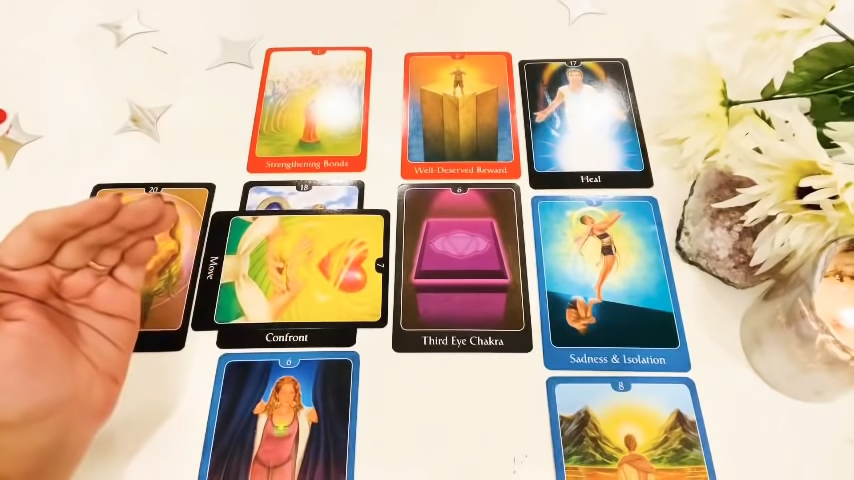 Strengthening Bonds
Well-Deserved Reward
17
Heal
20
18
6
Move
7
Confront
Third Eye Chakra
Sadness & Isolation
6
8